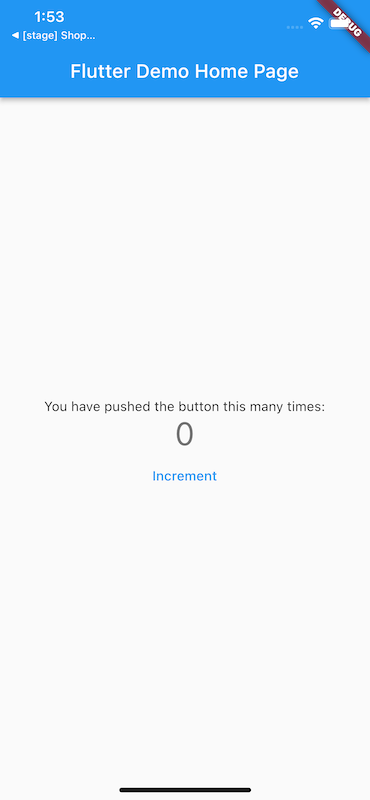 1:53
◀ [stage] Shop...
DEBUG
Flutter Demo Home Page
You have pushed the button this many times:
0
Increment